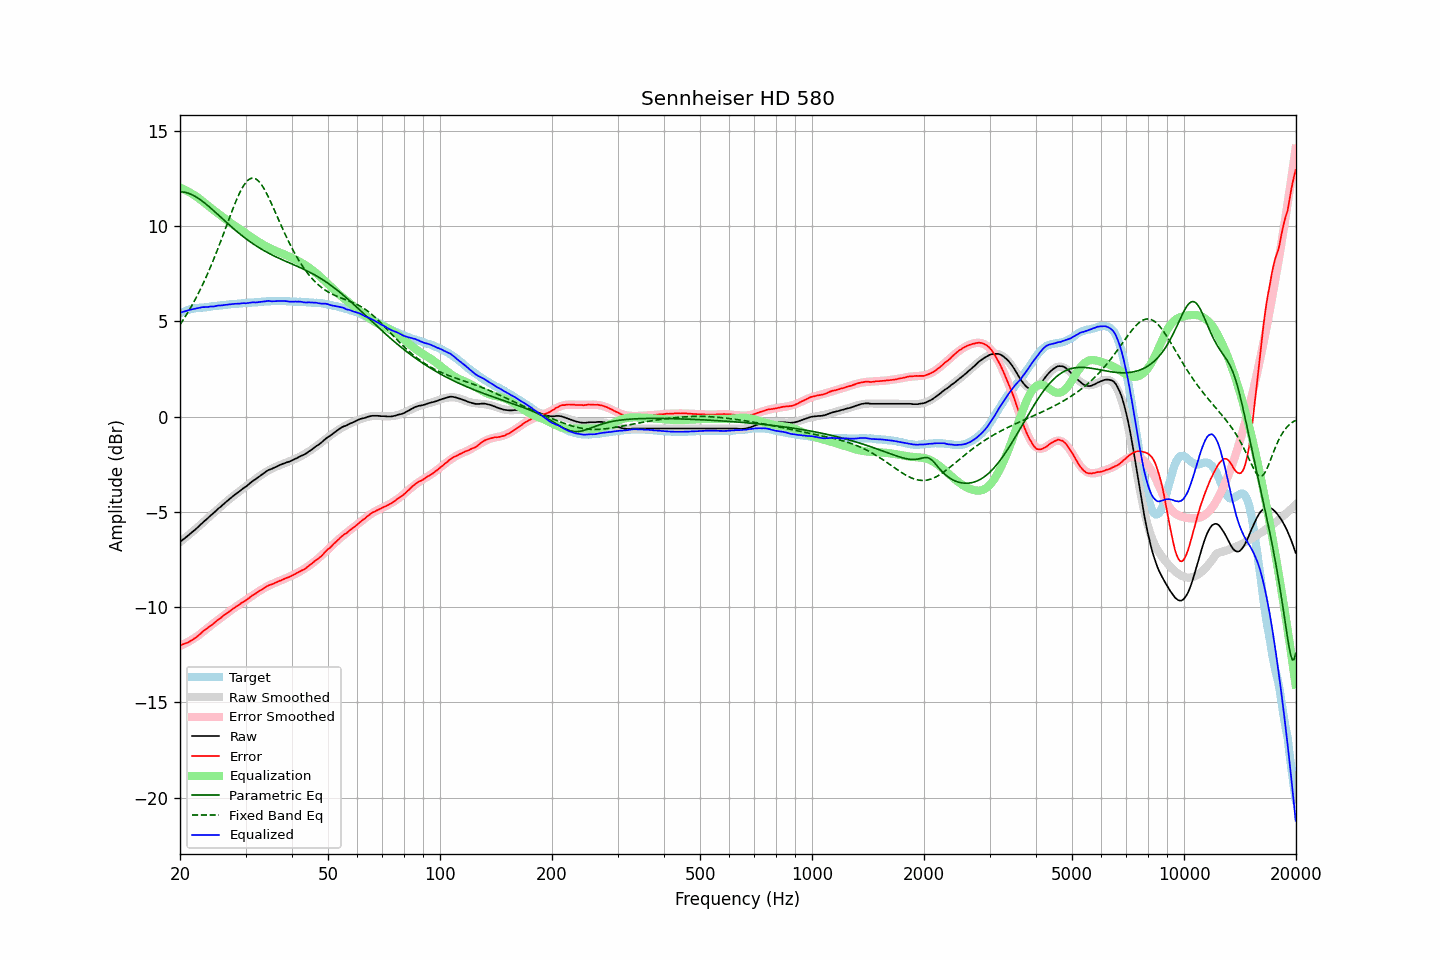 Sennheiser HD 580
Amplitude (dBr)
15
10
5
0
−5
−10
−15
−20
Target
Raw Smoothed
Error Smoothed
Raw
Error
Equalization
Parametric Eq
Fixed Band Eq
Equalized
20 50 100 200 500 1000 2000 5000 10000 20000
Frequency (Hz)